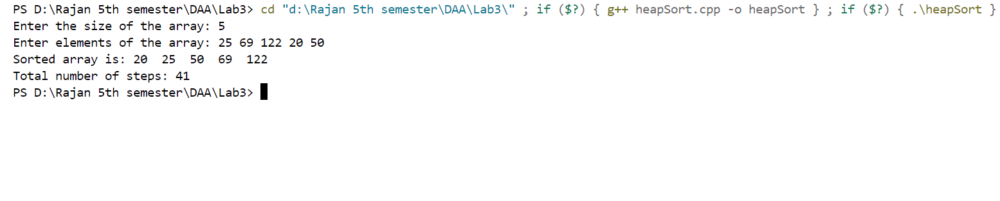 PS D:\Rajan 5th semester\DAA\Lab3> cd "d:\Rajan 5th semester\DAA\Lab3\" ; if ($?) { g++ heapSort.cpp -o heapSort } ; if ($?) { .\heapSort }
Enter the size of the array: 5
Enter elements of the array: 25 69 122 20 50
Sorted array is: 20  25  50  69  122
Total number of steps: 41
PS D:\Rajan 5th semester\DAA\Lab3>